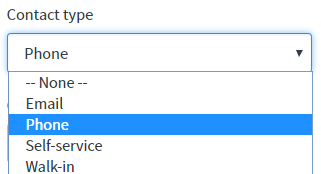 Contact type
Phone
-- None --
Email
Phone
Self-service
Walk-in